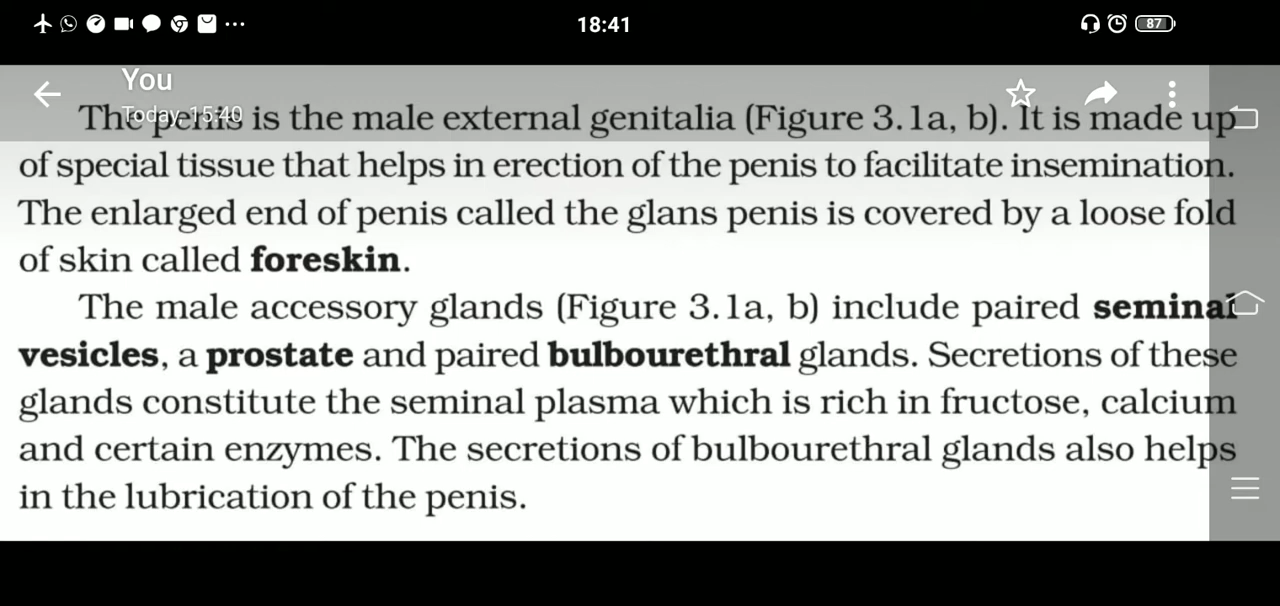 18:41
87
You
Today, 15:40
The penis is the male external genitalia (Figure 3.1a, b). It is made up
of special tissue that helps in erection of the penis to facilitate insemination.
The enlarged end of penis called the glans penis is covered by a loose fold
of skin called foreskin.
The male accessory glands (Figure 3.1a, b) include paired seminal
vesicles, a prostate and paired bulbourethral glands. Secretions of these
glands constitute the seminal plasma which is rich in fructose, calcium
and certain enzymes. The secretions of bulbourethral glands also helps
in the lubrication of the penis.